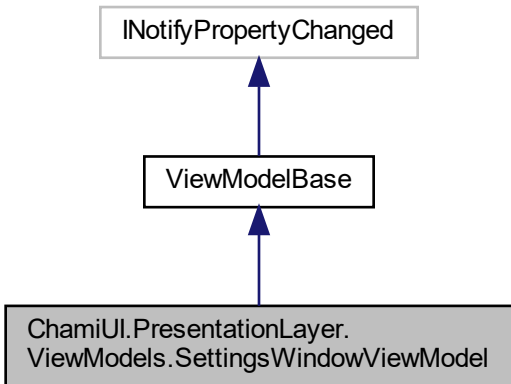 INotifyPropertyChanged
ViewModelBase
ChamiUI.PresentationLayer.
ViewModels.SettingsWindowViewModel